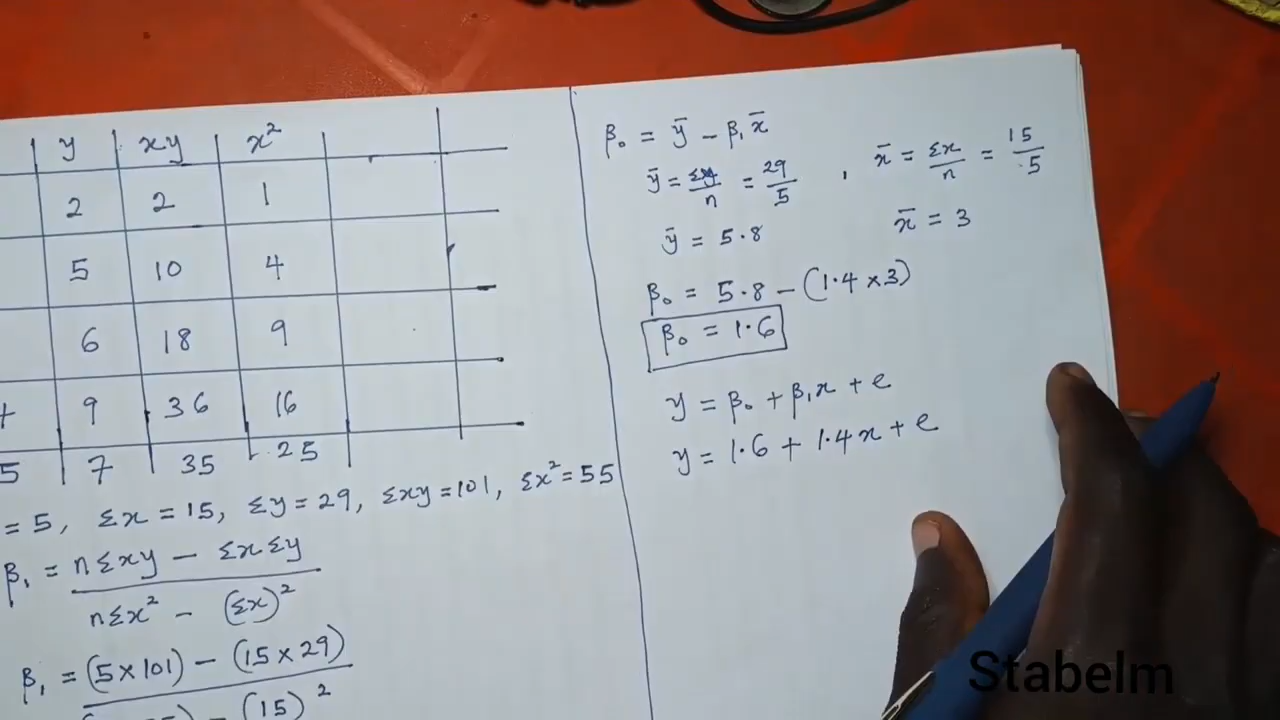 y xy x²
2 2 1
5 10 4
6 18 9
9 36 16
5 7 35 25
= 5, Σx = 15, Σy = 29, Σxy = 101, Σx² = 55
β₁ = nΣxy − ΣxΣy
nΣx² − (Σx)²
β₁ = (5×101) − (15×29)
(15)²
β₀ = ȳ − β₁x̄
ȳ = Σy/n = 29/5 , x̄ = Σx/n = 15/5
ȳ = 5.8 x̄ = 3
β₀ = 5.8 − (1.4×3)
β₀ = 1.6
y = β₀ + β₁x + e
y = 1.6 + 1.4x + e
Stabelm